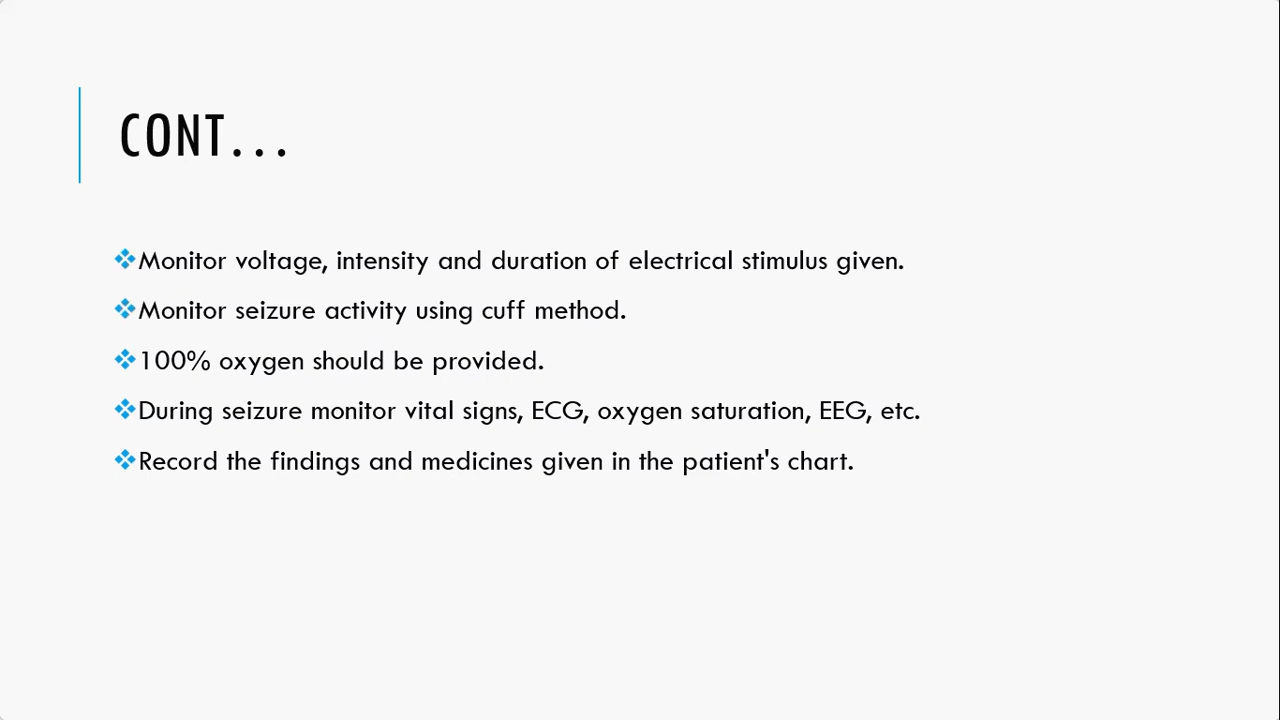 CONT...
❖Monitor voltage, intensity and duration of electrical stimulus given.
❖Monitor seizure activity using cuff method.
❖100% oxygen should be provided.
❖During seizure monitor vital signs, ECG, oxygen saturation, EEG, etc.
❖Record the findings and medicines given in the patient's chart.